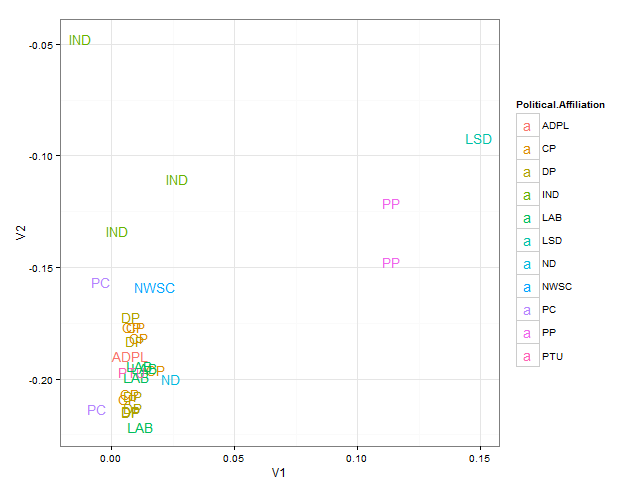 IND
-0.05
Political.Affiliation
a ADPL
LSD
a CP
-0.10
a DP
IND
a IND
PP
a LAB
IND
V2
a LSD
PP
-0.15
a ND
PC
NWSC
a NWSC
a PC
DP
CP
a PP
DP
ADPL
a PTU
LAB
LAB
ND
-0.20
PC
DP
LAB
0.00 0.05 0.10 0.15
V1